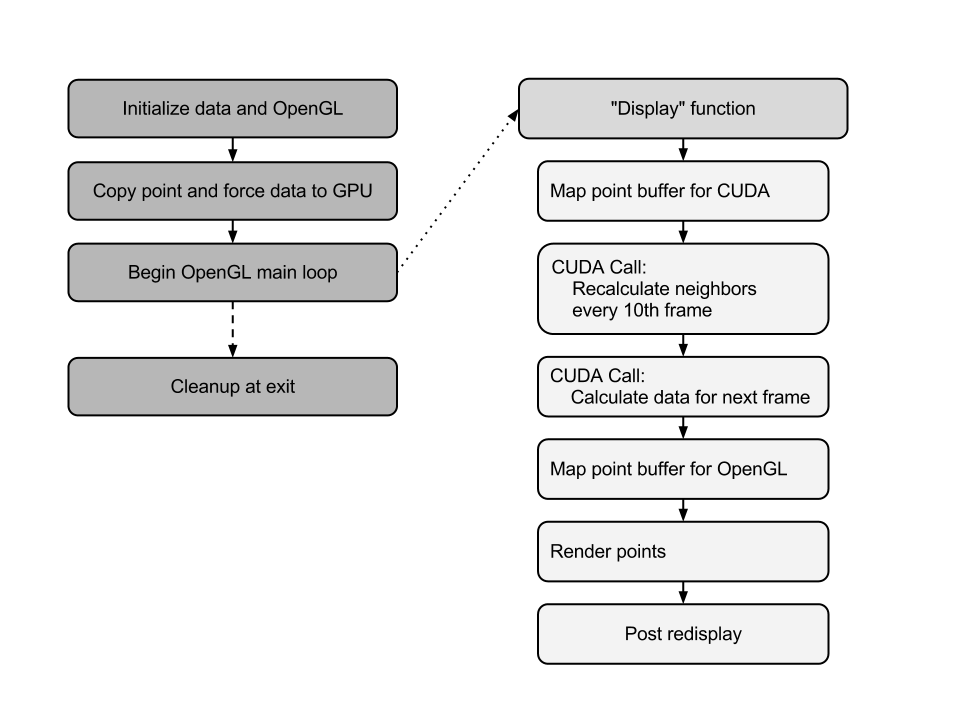 Initialize data and OpenGL
Copy point and force data to GPU
Begin OpenGL main loop
Cleanup at exit
"Display" function
Map point buffer for CUDA
CUDA Call:
Recalculate neighbors
every 10th frame
CUDA Call:
Calculate data for next frame
Map point buffer for OpenGL
Render points
Post redisplay